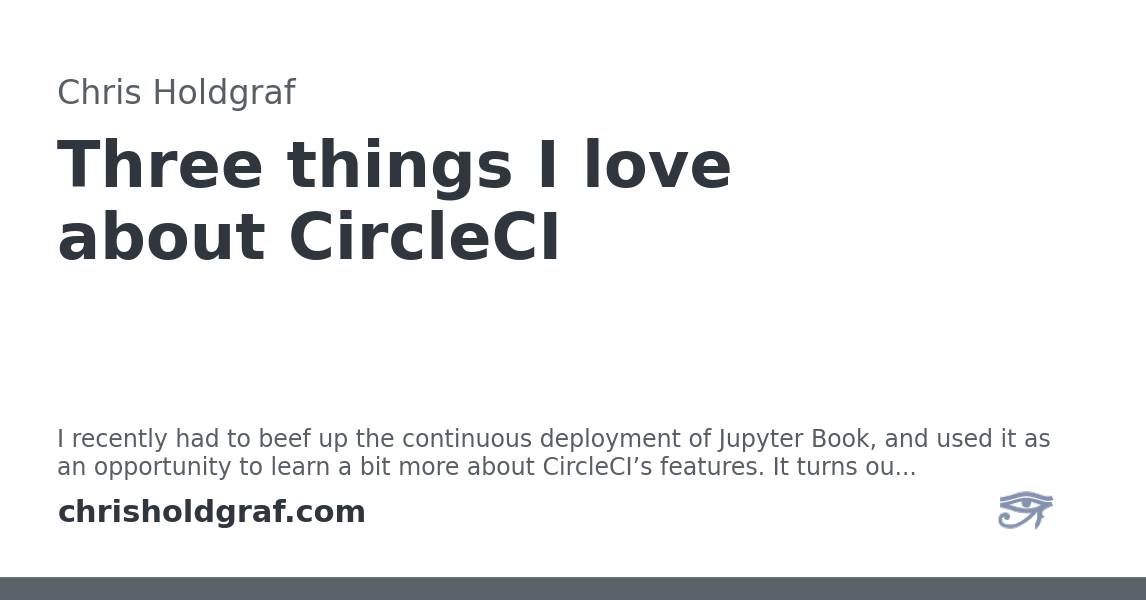 Chris Holdgraf
Three things I love
about CircleCI
I recently had to beef up the continuous deployment of Jupyter Book, and used it as
an opportunity to learn a bit more about CircleCI’s features. It turns ou...
chrisholdgraf.com